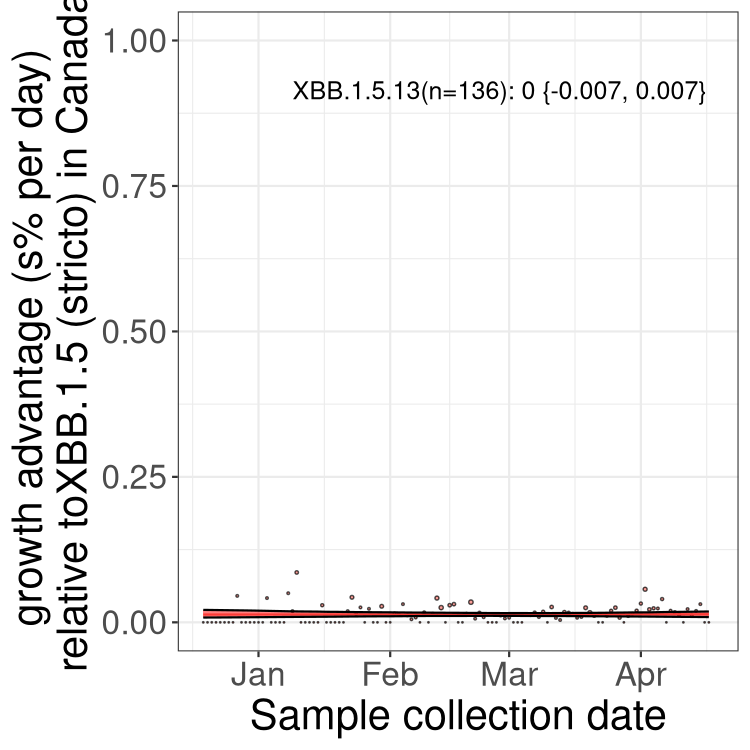 growth advantage (s% per day)
relative toXBB.1.5 (stricto) in Canada
1.00
0.75
0.50
0.25
0.00
XBB.1.5.13(n=136): 0 {-0.007, 0.007}
Jan Feb Mar Apr
Sample collection date